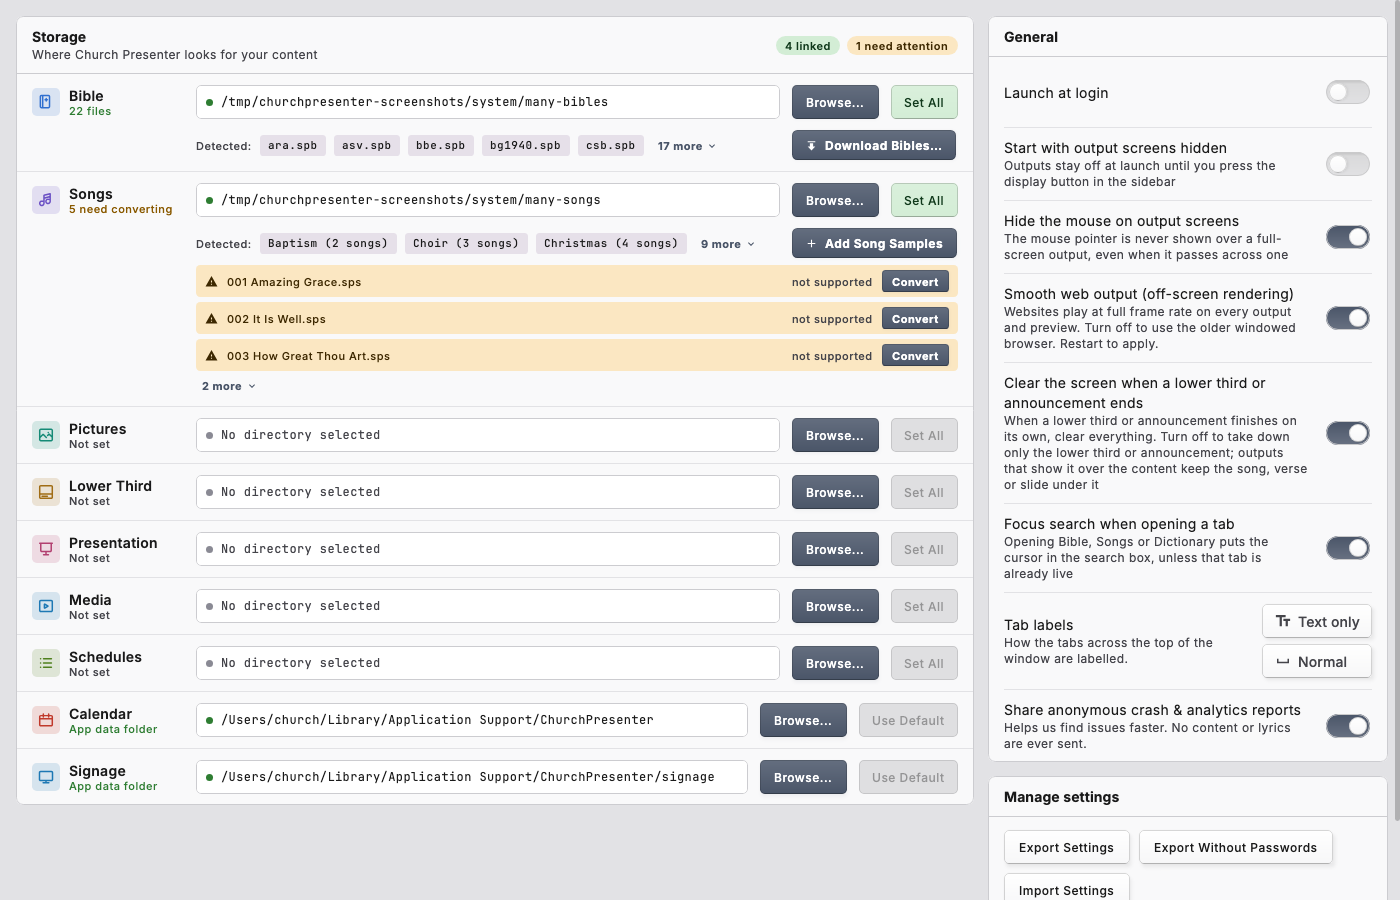 Storage
Where Church Presenter looks for your content
4 linked
1 need attention
Bible
22 files
/tmp/churchpresenter-screenshots/system/many-bibles
Browse...
Set All
Detected:
ara.spb
asv.spb
bbe.spb
bg1940.spb
csb.spb
17 more
Download Bibles...
Songs
5 need converting
/tmp/churchpresenter-screenshots/system/many-songs
Browse...
Set All
Detected:
Baptism (2 songs)
Choir (3 songs)
Christmas (4 songs)
9 more
Add Song Samples
001 Amazing Grace.sps
not supported
Convert
002 It Is Well.sps
not supported
Convert
003 How Great Thou Art.sps
not supported
Convert
2 more
Pictures
Not set
No directory selected
Browse...
Set All
Lower Third
Not set
No directory selected
Browse...
Set All
Presentation
Not set
No directory selected
Browse...
Set All
Media
Not set
No directory selected
Browse...
Set All
Schedules
Not set
No directory selected
Browse...
Set All
Calendar
App data folder
/Users/church/Library/Application Support/ChurchPresenter
Browse...
Use Default
Signage
App data folder
/Users/church/Library/Application Support/ChurchPresenter/signage
Browse...
Use Default
General
Launch at login
Start with output screens hidden
Outputs stay off at launch until you press the
display button in the sidebar
Hide the mouse on output screens
The mouse pointer is never shown over a full-
screen output, even when it passes across one
Smooth web output (off-screen rendering)
Websites play at full frame rate on every output
and preview. Turn off to use the older windowed
browser. Restart to apply.
Clear the screen when a lower third or
announcement ends
When a lower third or announcement finishes on
its own, clear everything. Turn off to take down
only the lower third or announcement; outputs
that show it over the content keep the song, verse
or slide under it
Focus search when opening a tab
Opening Bible, Songs or Dictionary puts the
cursor in the search box, unless that tab is
already live
Tab labels
How the tabs across the top of the
window are labelled.
Text only
Normal
Share anonymous crash & analytics reports
Helps us find issues faster. No content or lyrics
are ever sent.
Manage settings
Export Settings
Export Without Passwords
Import Settings